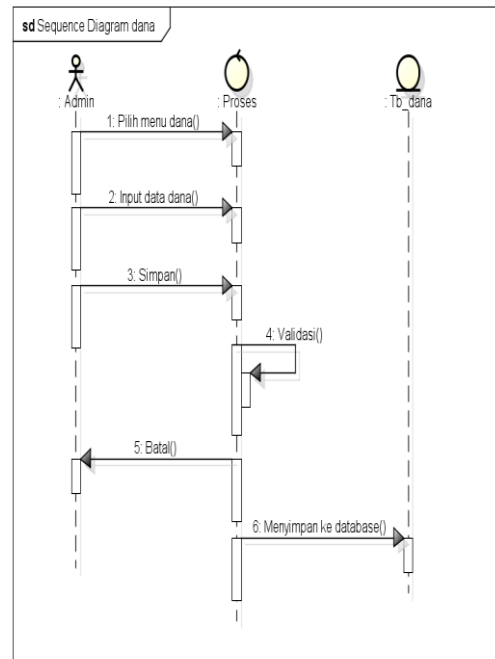 sd Sequence Diagram dana
: Admin
: Proses
: Tb_dana
1: Pilih menu dana()
2: Input data dana()
3: Simpan()
4: Validasi()
5: Batal()
6: Menyimpan ke database()